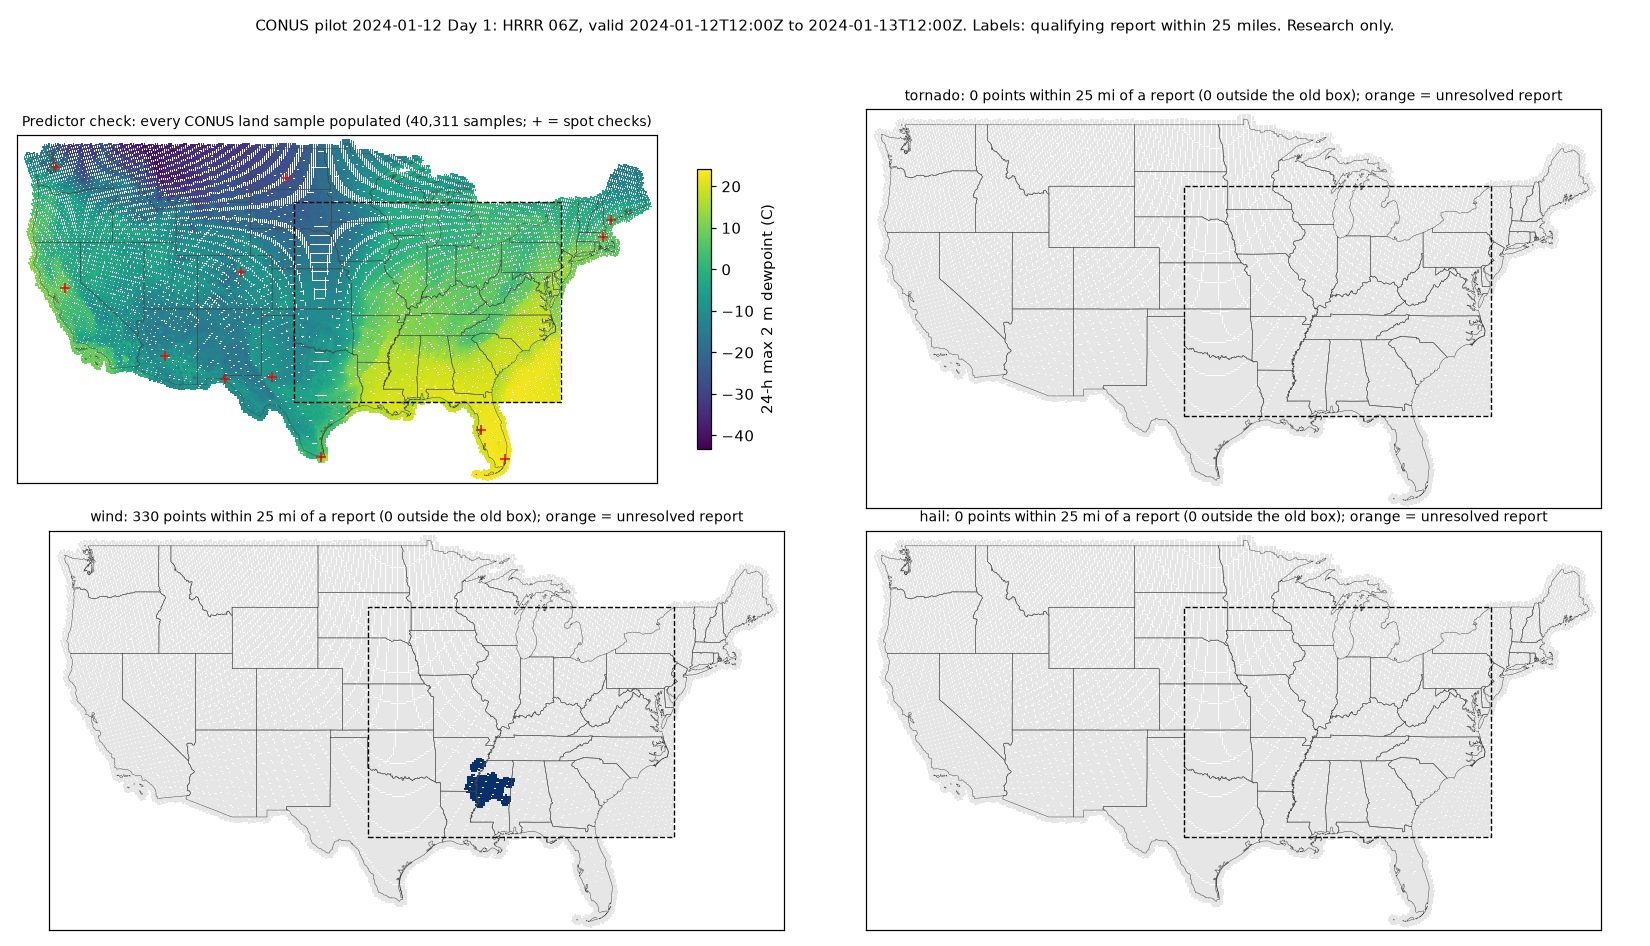 CONUS pilot 2024-01-12 Day 1: HRRR 06Z, valid 2024-01-12T12:00Z to 2024-01-13T12:00Z. Labels: qualifying report within 25 miles. Research only.
Predictor check: every CONUS land sample populated (40,311 samples; + = spot checks)
20
10
0
−10
−20
−30
−40
24-h max 2 m dewpoint (C)
tornado: 0 points within 25 mi of a report (0 outside the old box); orange = unresolved report
wind: 330 points within 25 mi of a report (0 outside the old box); orange = unresolved report
hail: 0 points within 25 mi of a report (0 outside the old box); orange = unresolved report